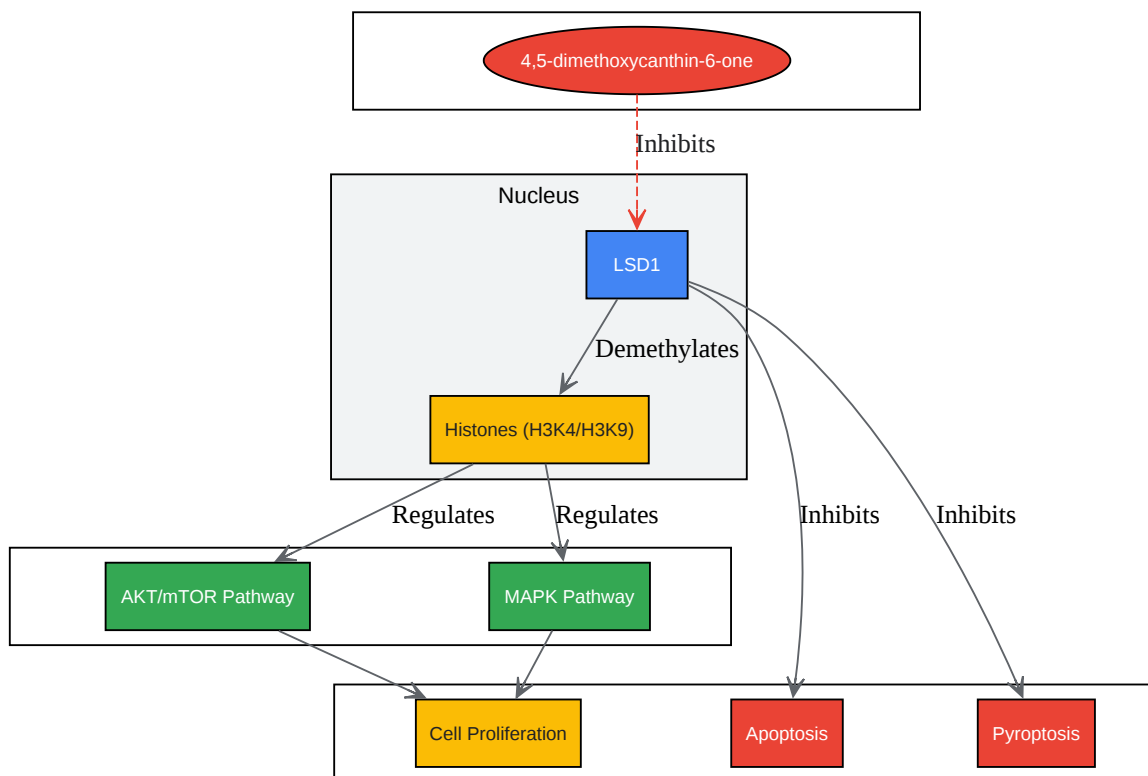 4,5-dimethoxycanthin-6-one
Inhibits
Nucleus
LSD1
Demethylates
Histones (H3K4/H3K9)
Regulates
Regulates
Inhibits
Inhibits
AKT/mTOR Pathway
MAPK Pathway
Cell Proliferation
Apoptosis
Pyroptosis